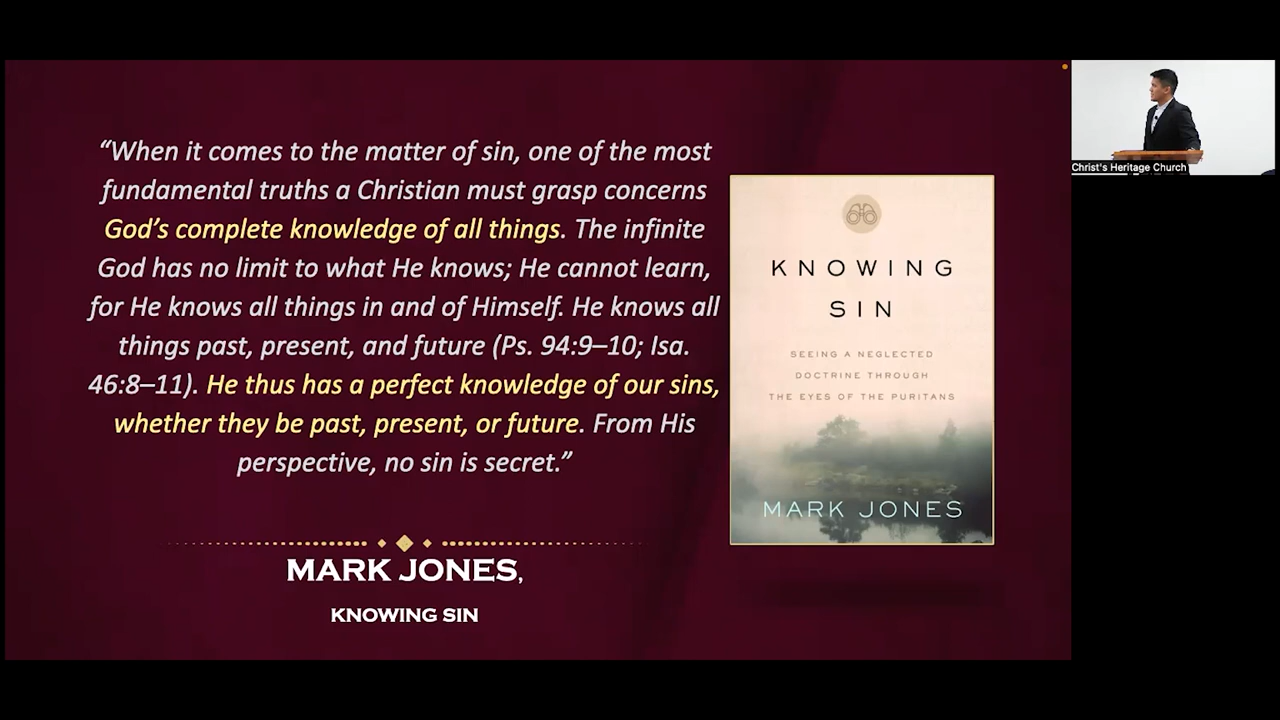 “When it comes to the matter of sin, one of the most
fundamental truths a Christian must grasp concerns
God’s complete knowledge of all things. The infinite
God has no limit to what He knows; He cannot learn,
for He knows all things in and of Himself. He knows all
things past, present, and future (Ps. 94:9–10; Isa.
46:8–11). He thus has a perfect knowledge of our sins,
whether they be past, present, or future. From His
perspective, no sin is secret.”
MARK JONES,
KNOWING SIN
KNOWING
SIN
SEEING A NEGLECTED
DOCTRINE THROUGH
THE EYES OF THE PURITANS
MARK JONES
Christ's Heritage Church